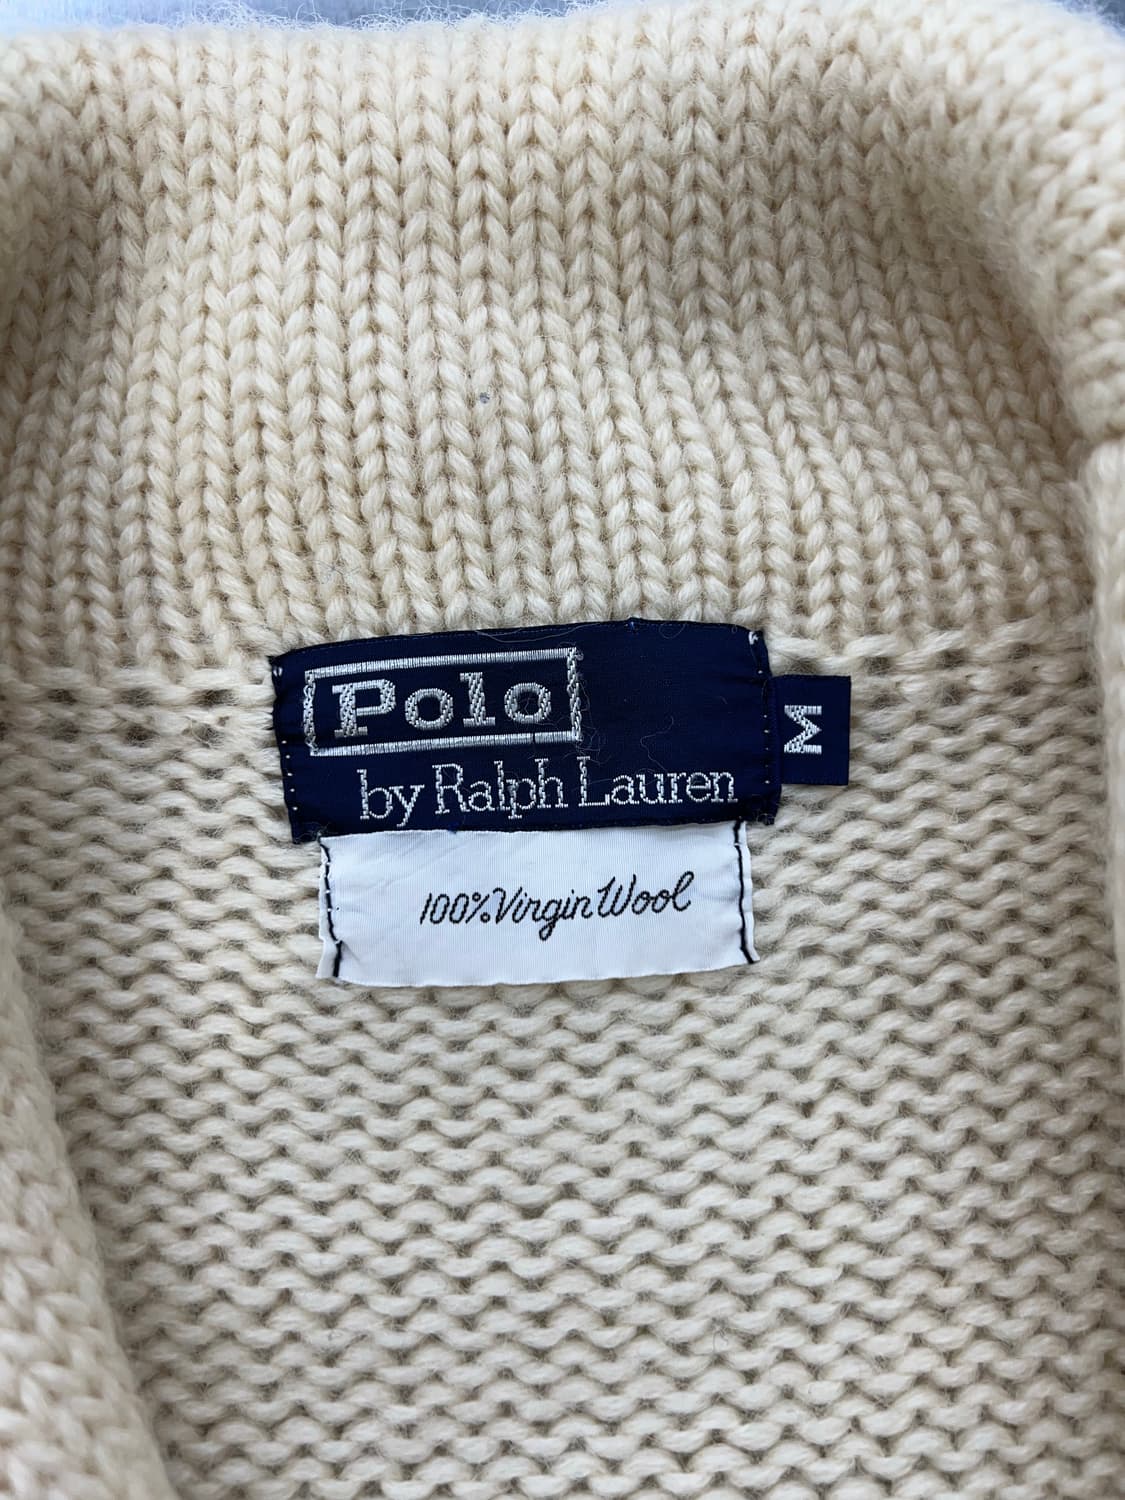 Polo
by Ralph Lauren
M
100% Virgin Wool